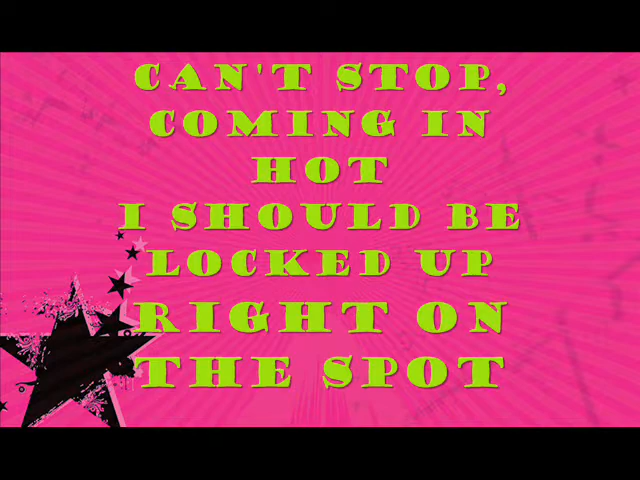 CAN'T STOP,
COMING IN
HOT
I SHOULD BE
LOCKED UP
RIGHT ON
THE SPOT